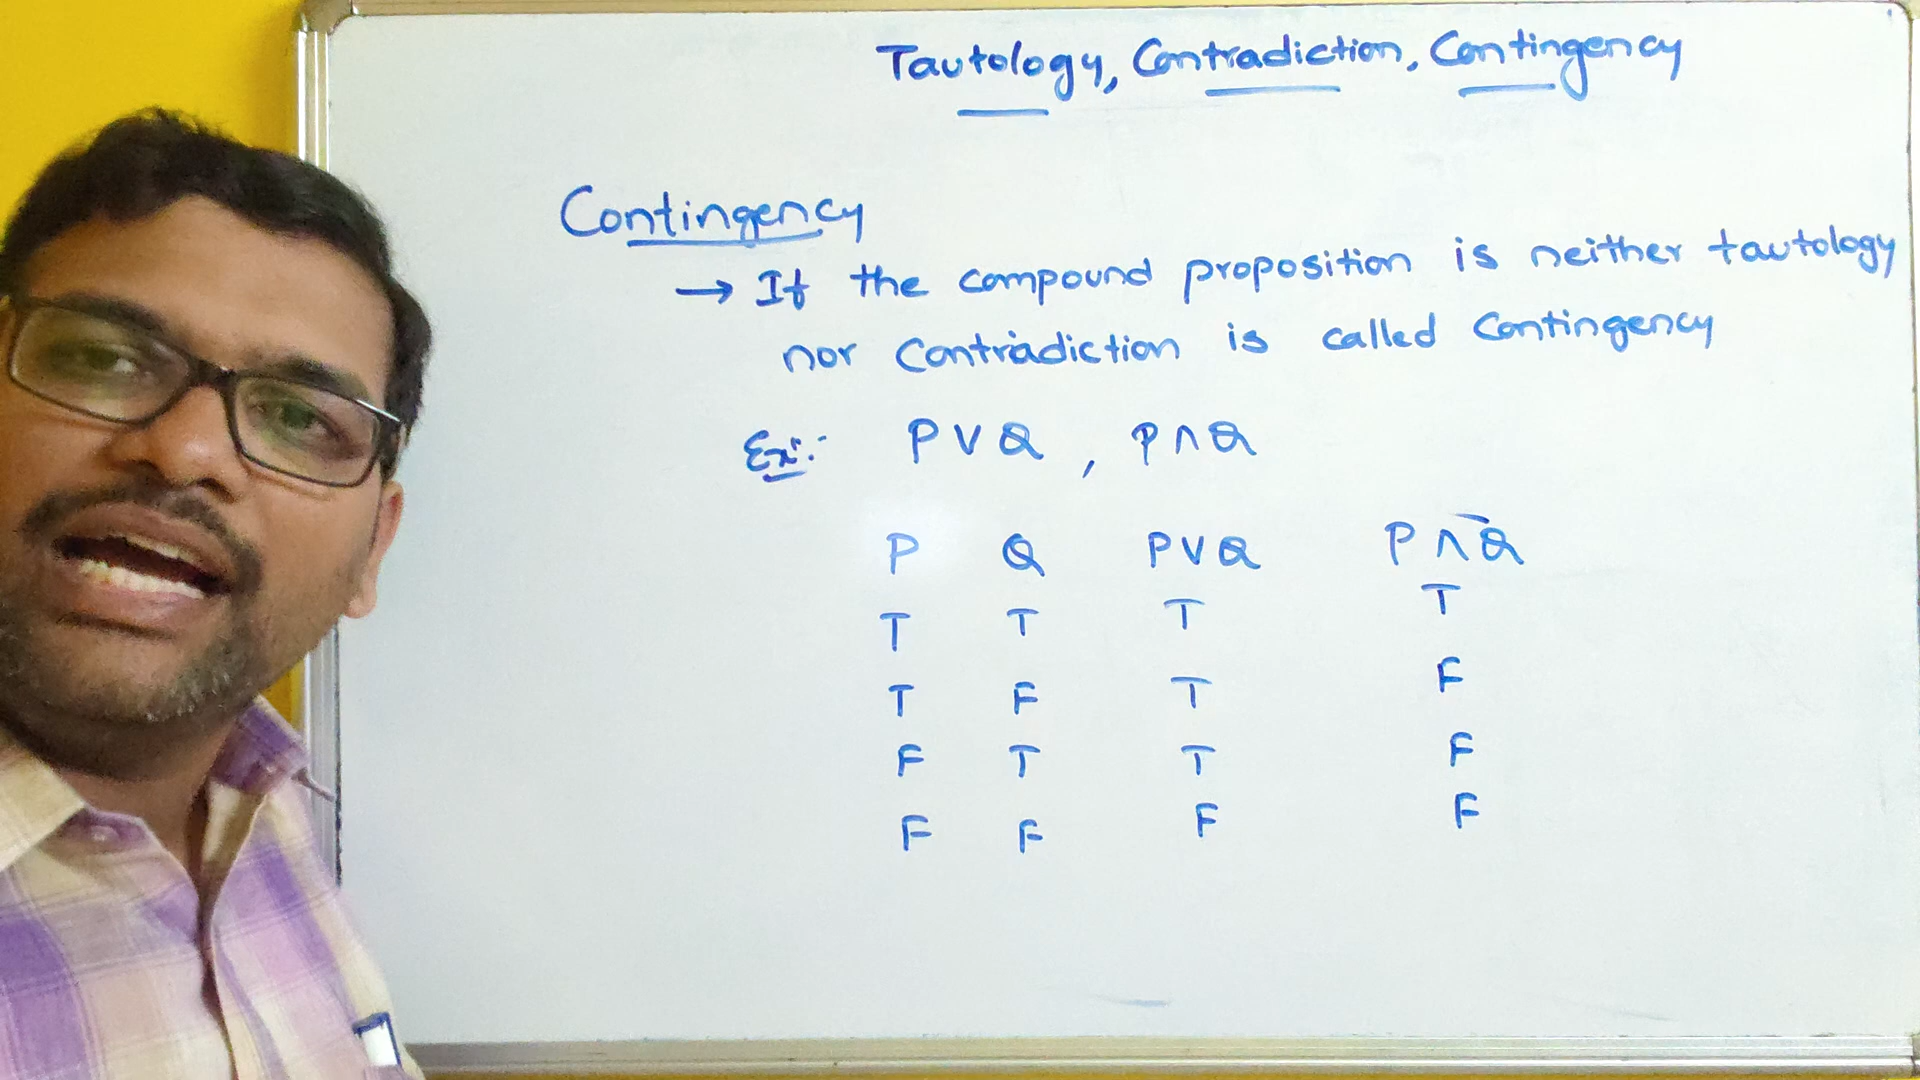 Tautology, Contradiction, Contingency
Contingency
→ If the compound proposition is neither tautology
nor Contradiction is called Contingency
Ex:- P ∨ Q , P ∧ Q
P Q P ∨ Q P ∧ Q
T T T T
T F T F
F T T F
F F F F